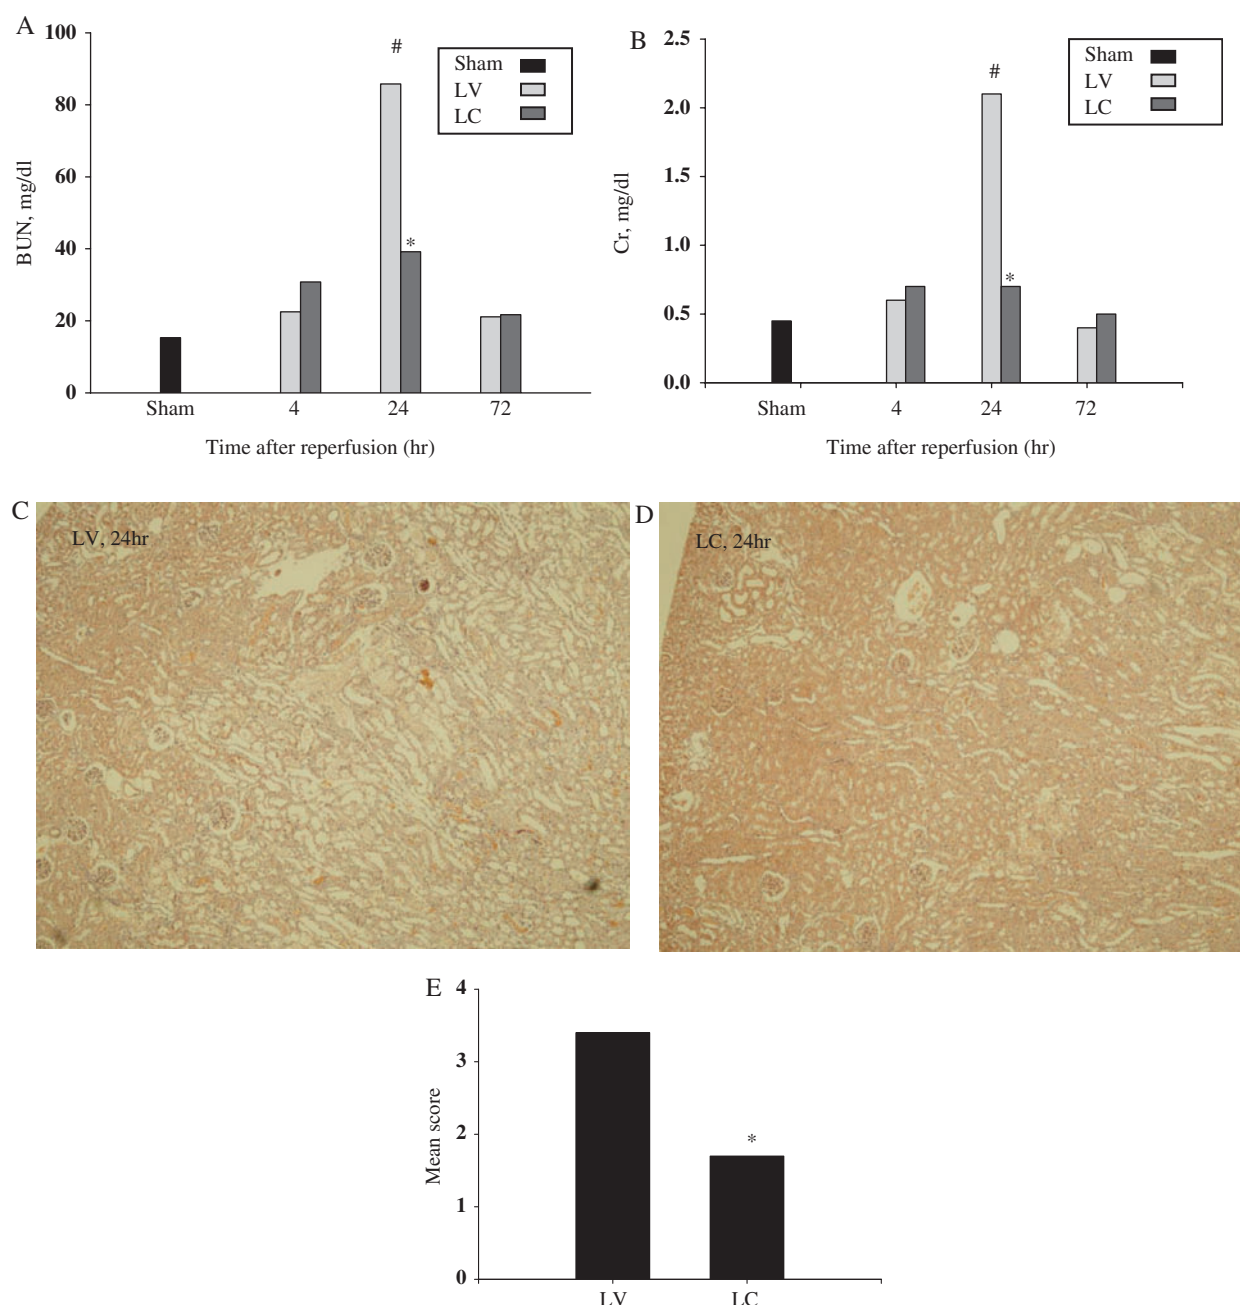 A
100
80
60
40
20
0
BUN, mg/dl
#
*
Sham
LV
LC
Sham 4 24 72
Time after reperfusion (hr)
B
2.5
2.0
1.5
1.0
0.5
0.0
Cr, mg/dl
#
*
Sham
LV
LC
Sham 4 24 72
Time after reperfusion (hr)
C
LV, 24hr
D
LC, 24hr
E
4
3
2
1
0
Mean score
*
LV LC